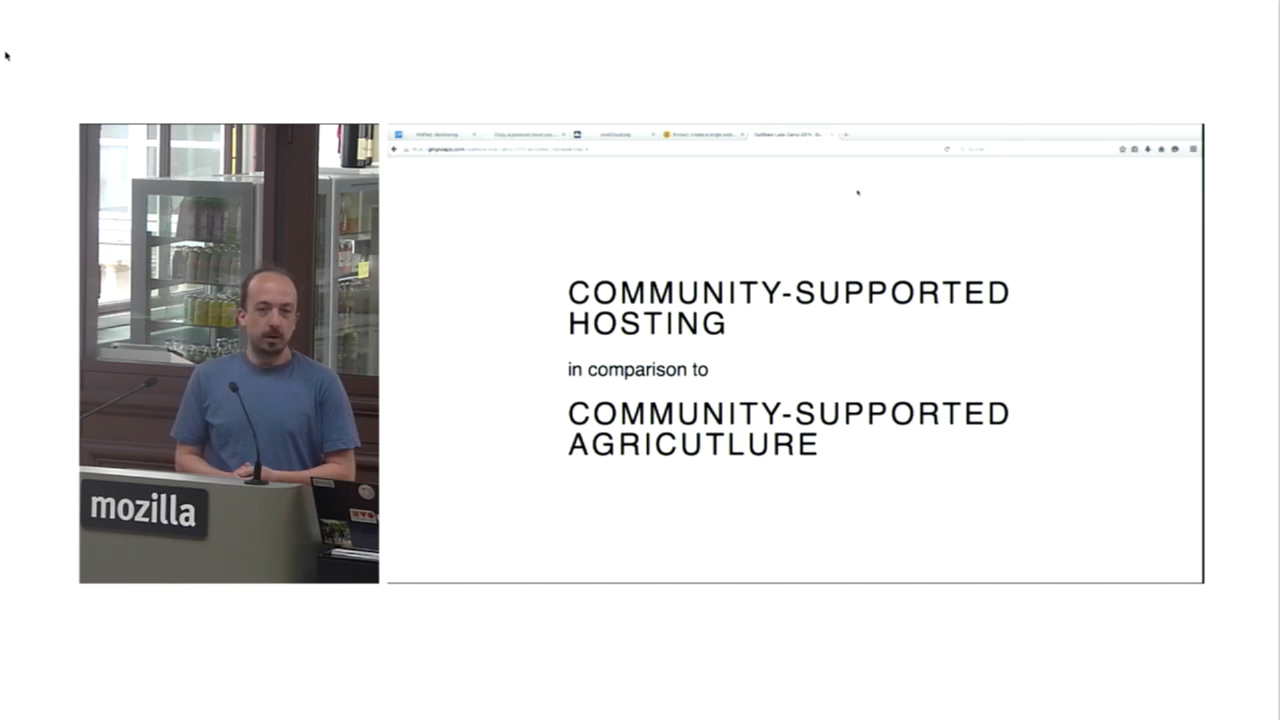 mozilla
COMMUNITY-SUPPORTED
HOSTING
in comparison to
COMMUNITY-SUPPORTED
AGRICUTLURE